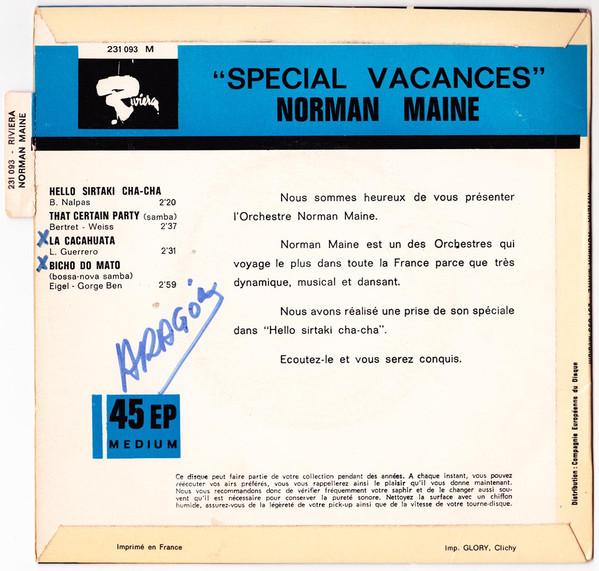 231 093 M
Riviera
"SPECIAL VACANCES"
NORMAN MAINE
231 093 - RIVIERA
NORMAN MAINE
HELLO SIRTAKI CHA-CHA
B. Nalpas 2'20
THAT CERTAIN PARTY (samba)
Bertret - Weiss 2'37
X LA CACAHUATA
L. Guerrero 2'31
X BICHO DO MATO
(bossa-nova samba)
Eigel - Gorge Ben 2'59
ARAGÓN
45 EP
MEDIUM
Nous sommes heureux de vous présenter
l'Orchestre Norman Maine.
Norman Maine est un des Orchestres qui
voyage le plus dans toute la France parce que très
dynamique, musical et dansant.
Nous avons réalisé une prise de son spéciale
dans "Hello sirtaki cha-cha".
Ecoutez-le et vous serez conquis.
Ce disque peut faire partie de votre collection pendant des années. A chaque instant, vous pouvez
réécouter vos airs préférés, vous vous rappellerez ainsi le plaisir qu'il vous donne maintenant.
Nous vous recommandons donc de vérifier fréquemment votre saphir et de le changer aussi sou-
vent qu'il est nécessaire pour conserver la pureté sonore. Nettoyez la surface avec un chiffon
humide, assurez-vous de la légèreté de votre pick-up ainsi que de la vitesse de votre tourne-disque.
Distribution : Compagnie Européenne du Disque
Imprimé en France
Imp. GLORY, Clichy